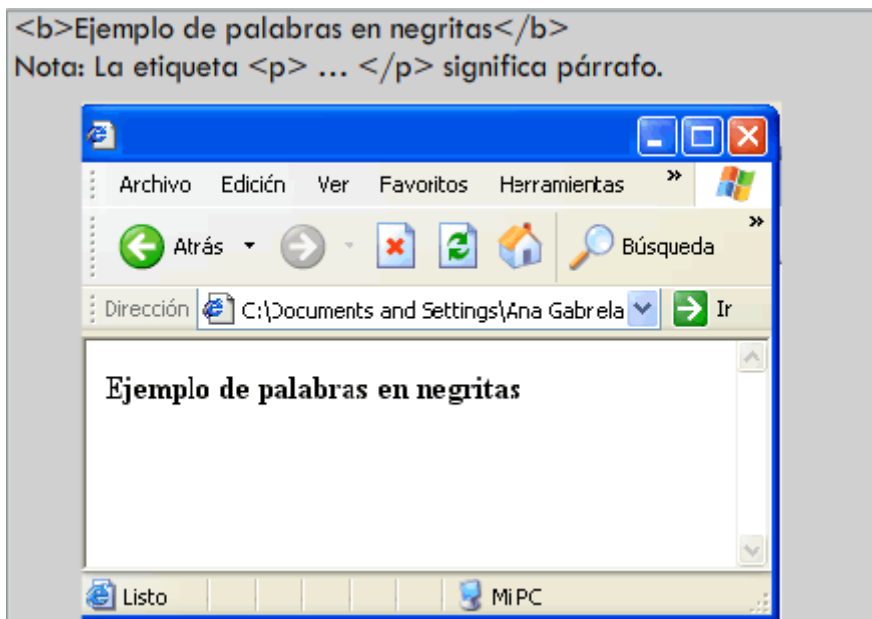 <b>Ejemplo de palabras en negritas</b>
Nota: La etiqueta <p> ... </p> significa párrafo.
Archivo Edición Ver Favoritos Herramientas »
Atrás Búsqueda »
Dirección C:\Documents and Settings\Ana Gabrela Ir
Ejemplo de palabras en negritas
Listo Mi PC